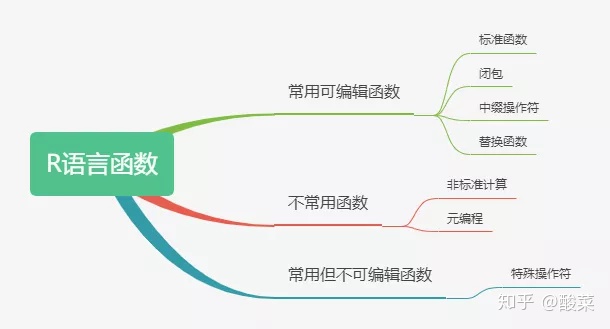 R语言函数
常用可编辑函数
标准函数
闭包
中缀操作符
替换函数
不常用函数
非标准计算
元编程
常用但不可编辑函数
特殊操作符
知乎 @酸菜